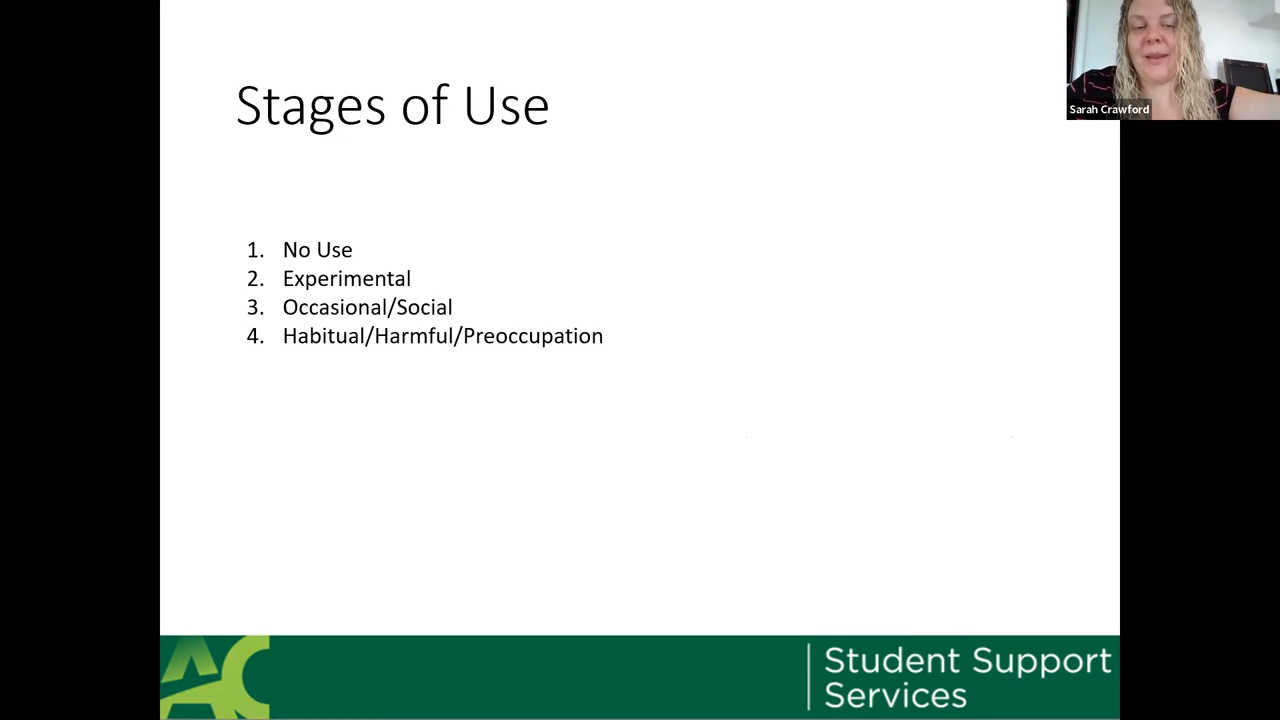 Stages of Use
Sarah Crawford
1. No Use
2. Experimental
3. Occasional/Social
4. Habitual/Harmful/Preoccupation
AC
Student Support
Services